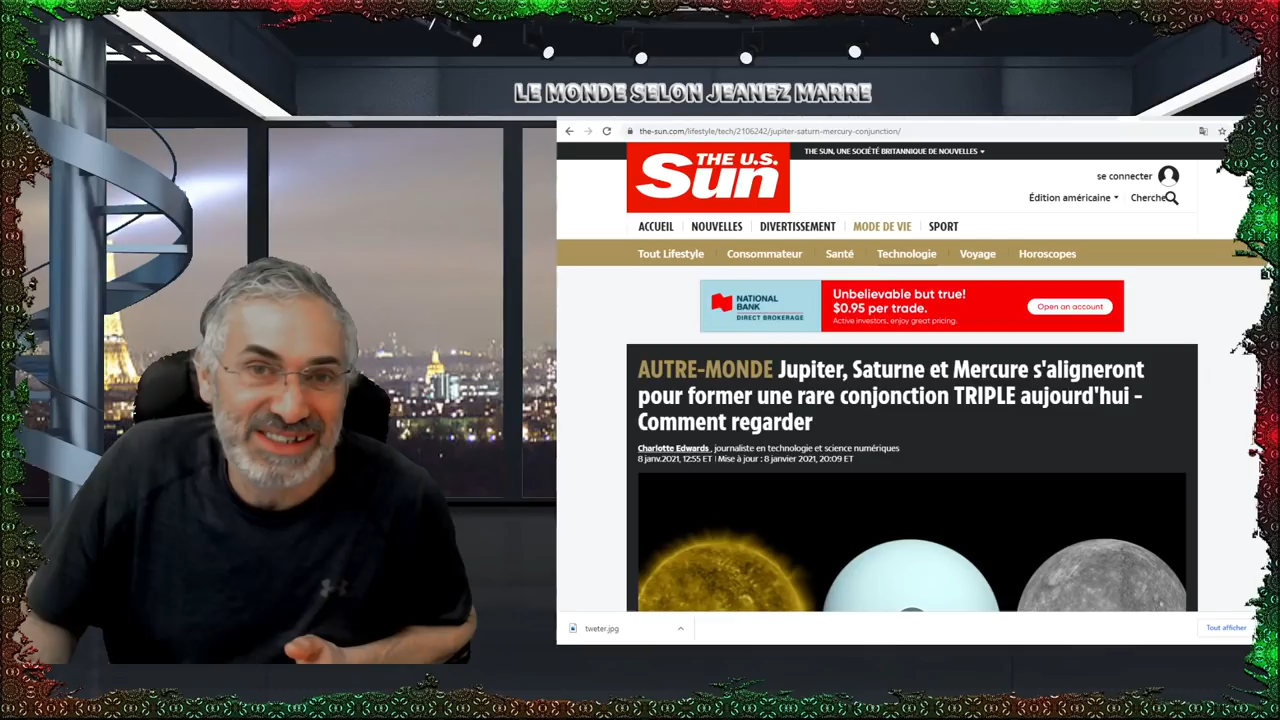 LE MONDE SELON JEANEZ MARRE
the-sun.com/lifestyle/tech/2106242/jupiter-saturn-mercury-conjunction/
THE SUN, UNE SOCIÉTÉ BRITANNIQUE DE NOUVELLES
THE U.S.
Sun
se connecter
Édition américaine
Cherche
ACCUEIL NOUVELLES DIVERTISSEMENT MODE DE VIE SPORT
Tout Lifestyle Consommateur Santé Technologie Voyage Horoscopes
NATIONAL
BANK
DIRECT BROKERAGE
Unbelievable but true!
$0.95 per trade.
Active investors, enjoy great pricing.
Open an account
AUTRE-MONDE Jupiter, Saturne et Mercure s'aligneront
pour former une rare conjonction TRIPLE aujourd'hui -
Comment regarder
Charlotte Edwards , journaliste en technologie et science numériques
8 janv.2021, 12:55 ET | Mise à jour : 8 janvier 2021, 20:09 ET
tweter.jpg
Tout afficher